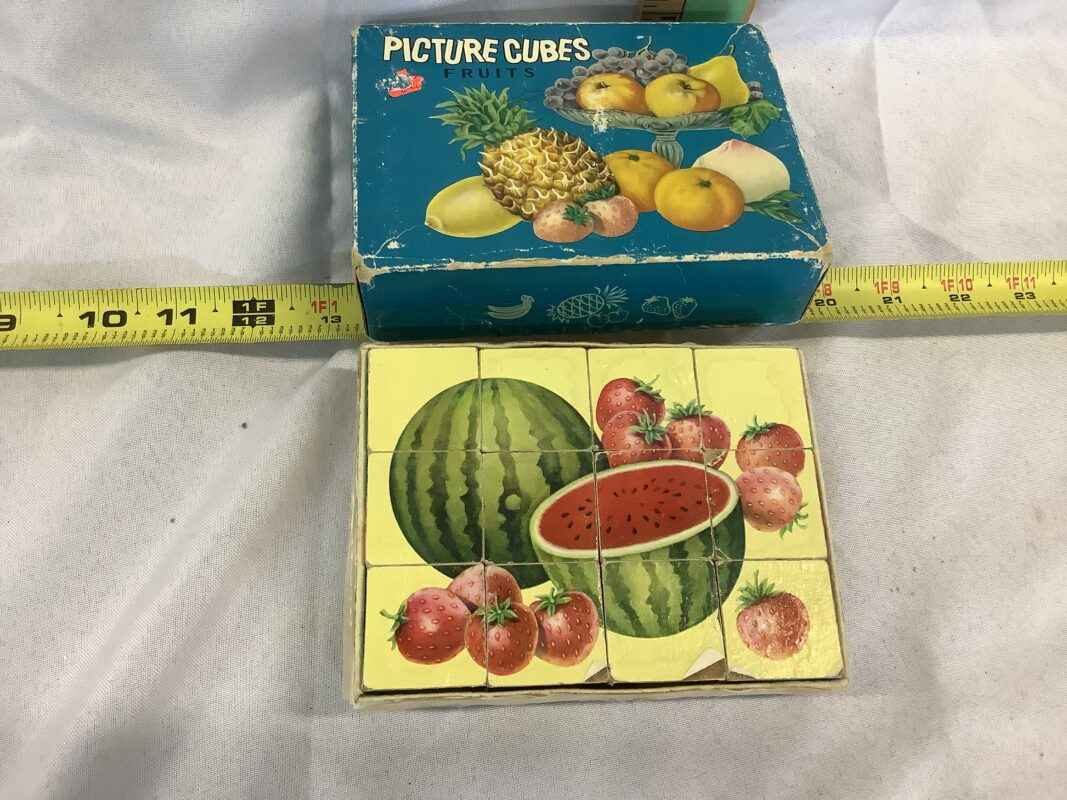 PICTURE CUBES
FRUITS
9 10 11 1F 1F1 8 1F9 1F10 1F11
12 13 20 21 22 23